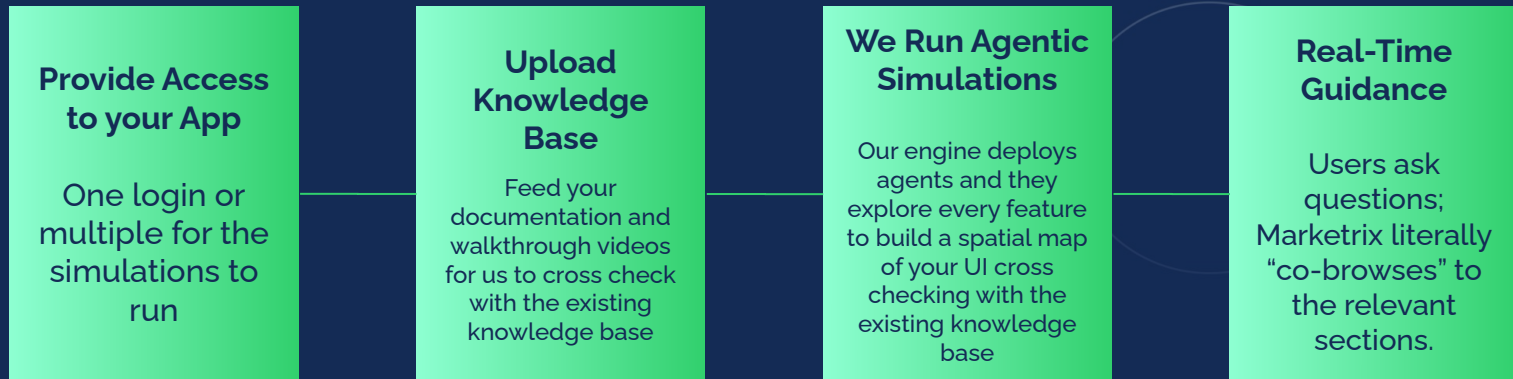 Provide Access
to your App
One login or
multiple for the
simulations to
run
Upload
Knowledge
Base
Feed your
documentation and
walkthrough videos
for us to cross check
with the existing
knowledge base
We Run Agentic
Simulations
Our engine deploys
agents and they
explore every feature
to build a spatial map
of your UI cross
checking with the
existing knowledge
base
Real-Time
Guidance
Users ask
questions;
Marketrix literally
“co-browses” to
the relevant
sections.